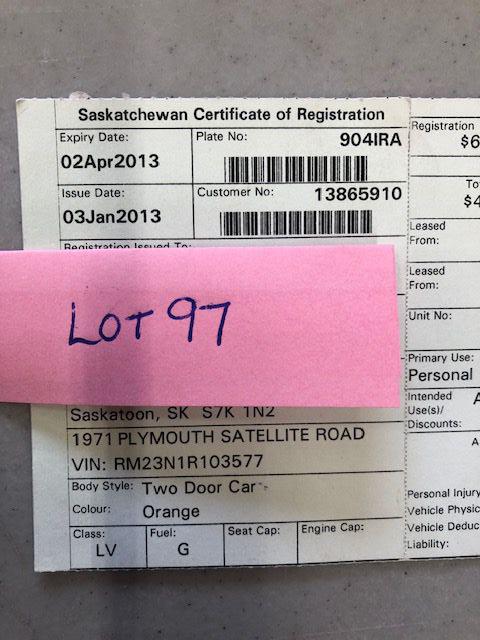 Saskatchewan Certificate of Registration
Expiry Date:
02Apr2013
Plate No:
904IRA
Issue Date:
03Jan2013
Customer No:
13865910
Registration Issued To:
LOT 97
Saskatoon, SK S7K 1N2
1971 PLYMOUTH SATELLITE ROAD
VIN: RM23N1R103577
Body Style: Two Door Car
Colour: Orange
Class:
LV
Fuel:
G
Seat Cap:
Engine Cap:
Registration
$6
$4
Leased
From:
Leased
From:
Unit No:
Primary Use:
Personal
Intended
Use(s)/
Discounts:
A
Personal Injury
Vehicle
Vehicle
Liability: